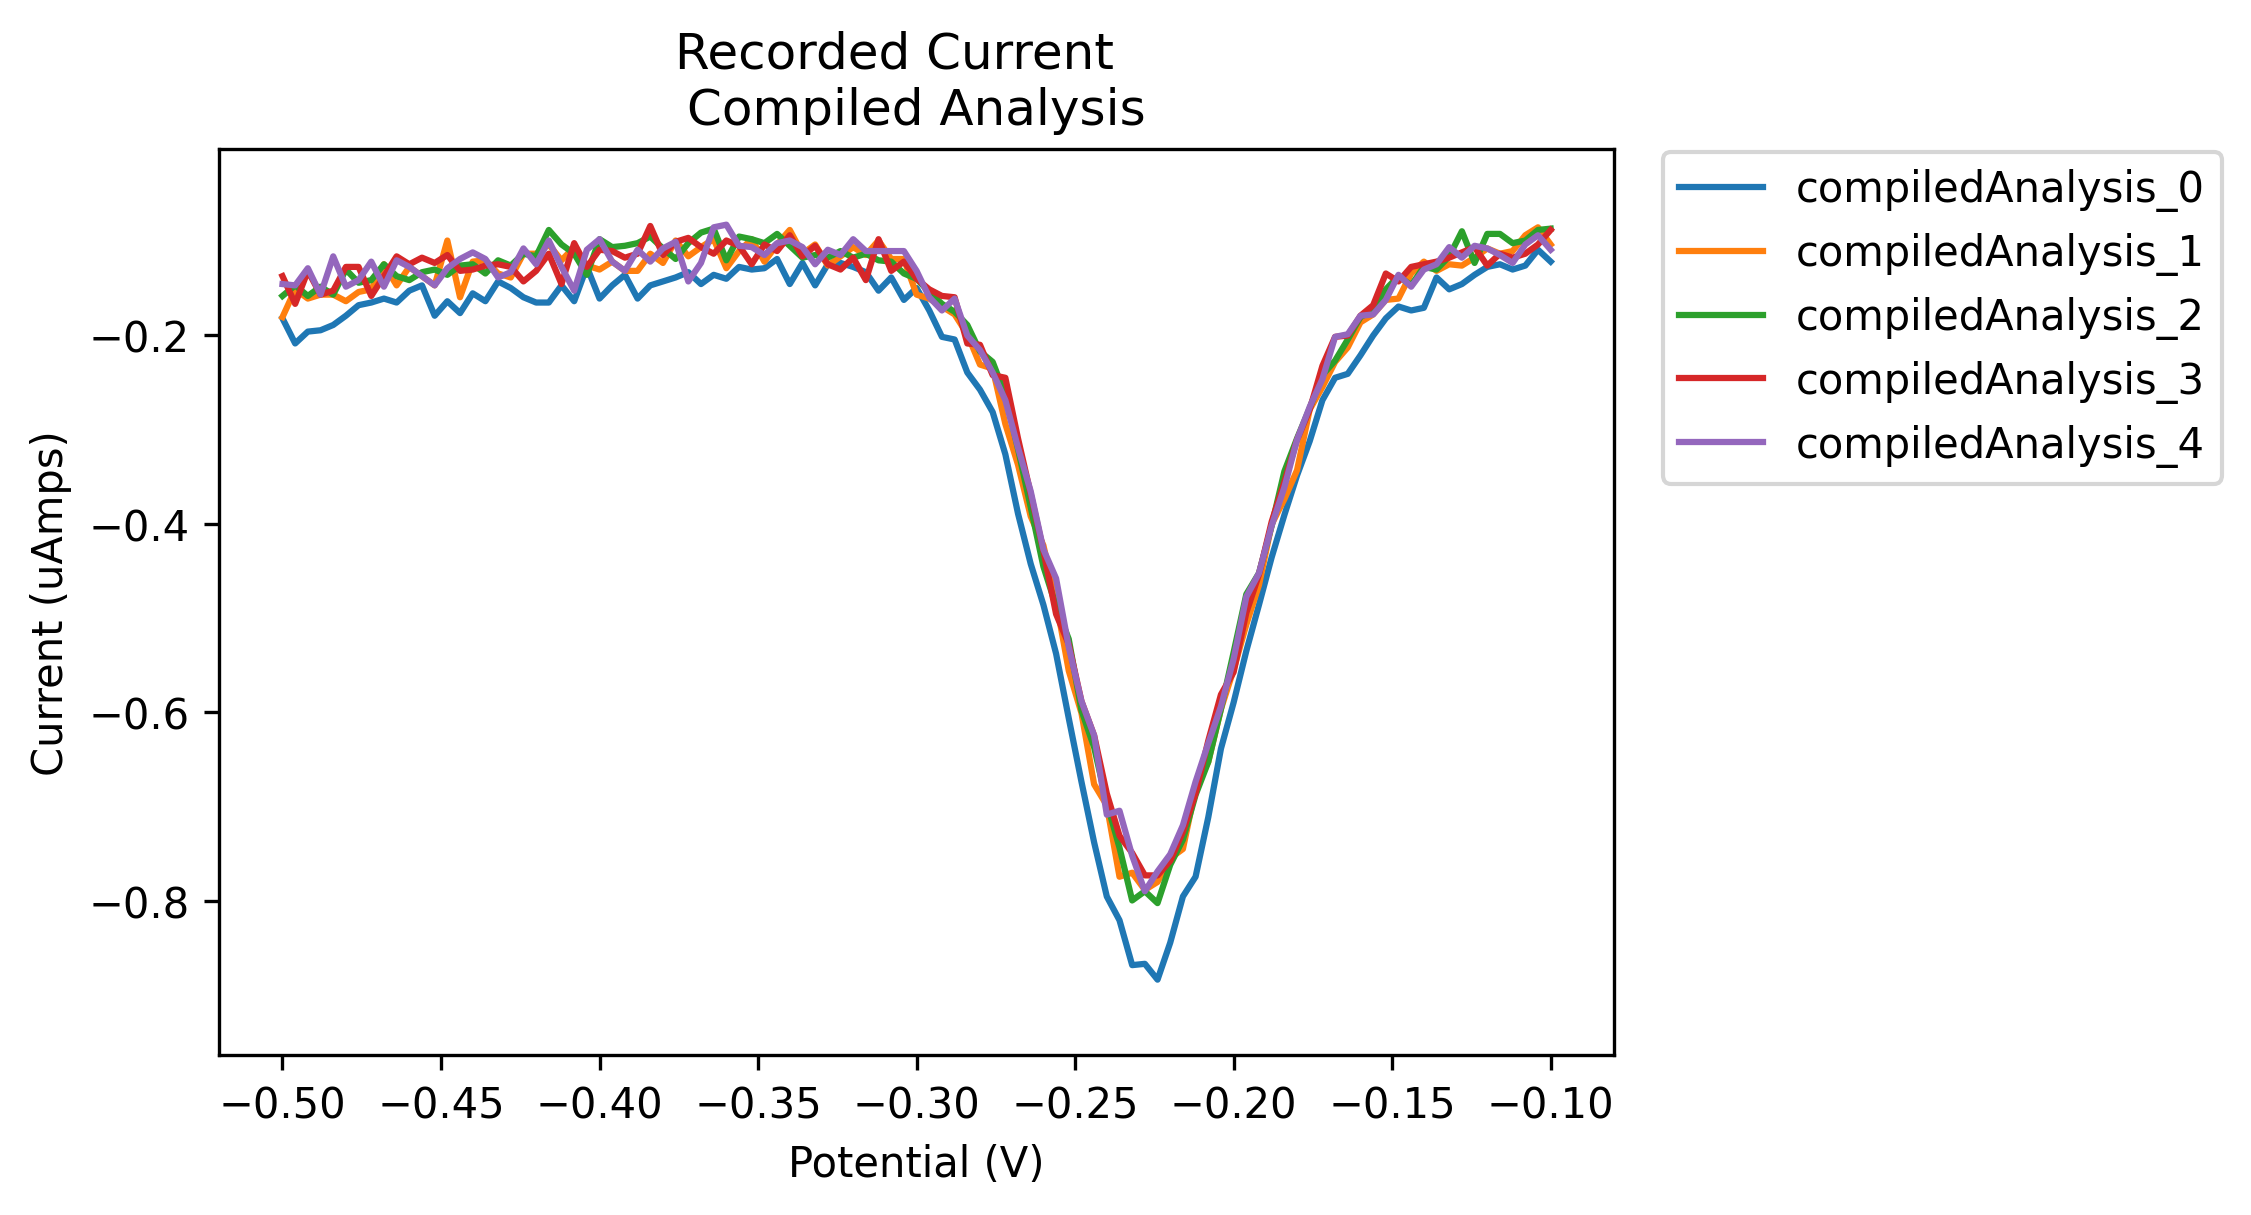 Recorded Current
Compiled Analysis
compiledAnalysis_0
compiledAnalysis_1
compiledAnalysis_2
compiledAnalysis_3
compiledAnalysis_4
Current (uAmps)
−0.2
−0.4
−0.6
−0.8
−0.50 −0.45 −0.40 −0.35 −0.30 −0.25 −0.20 −0.15 −0.10
Potential (V)